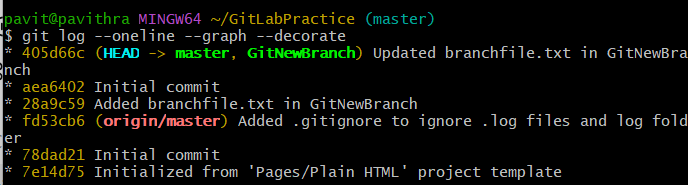 pavit@pavithra MINGW64 ~/GitLabPractice (master)
$ git log --oneline --graph --decorate
* 405d66c (HEAD -> master, GitNewBranch) Updated branchfile.txt in GitNewBra
nch
* aea6402 Initial commit
* 28a9c59 Added branchfile.txt in GitNewBranch
* fd53cb6 (origin/master) Added .gitignore to ignore .log files and log fold
er
* 78dad21 Initial commit
* 7e14d75 Initialized from 'Pages/Plain HTML' project template